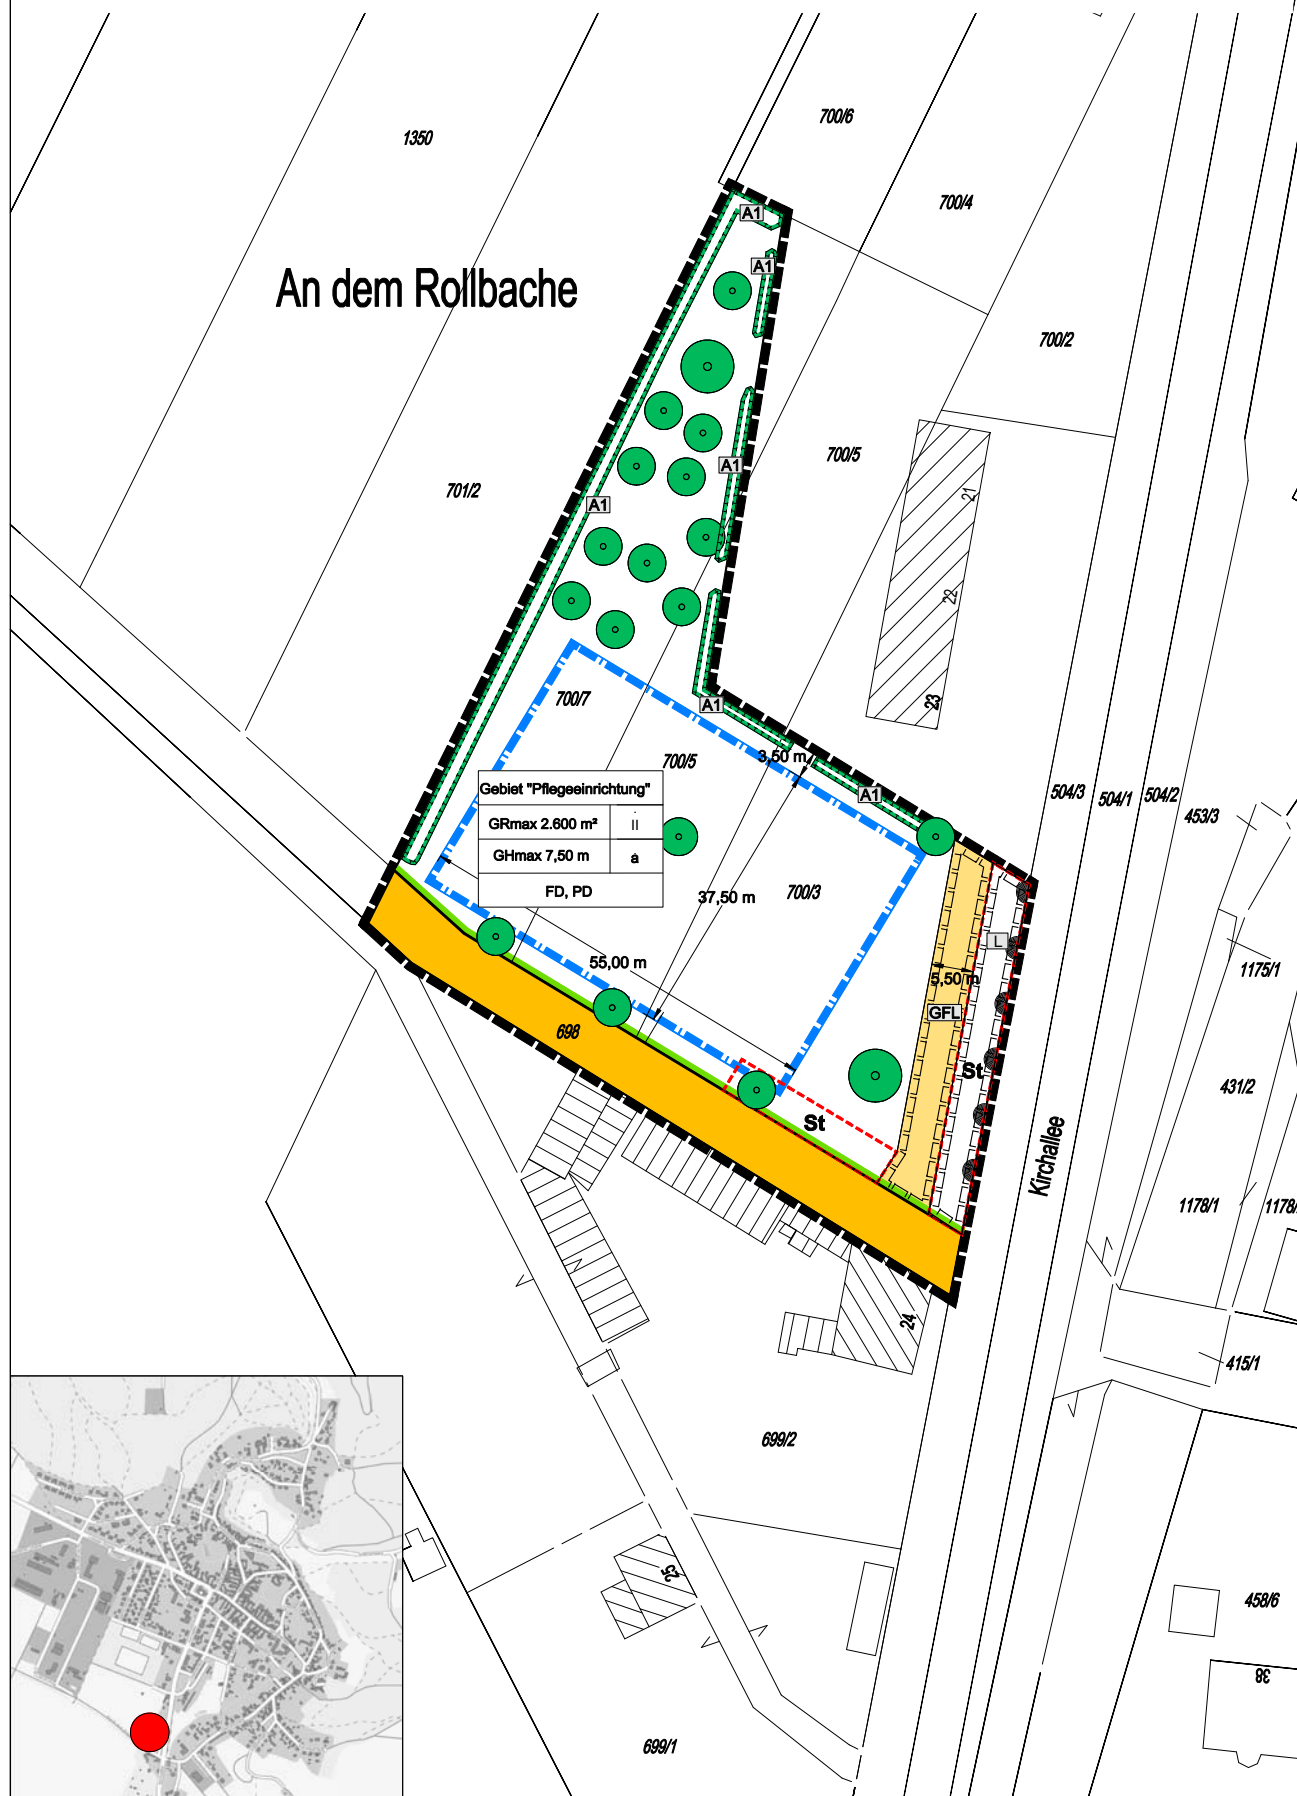 700/6
1350
700/4
A1
A1
An dem Rollbache
700/2
700/5
A1
701/2
21
A1
22
700/7
23
A1
3,50 m
700/5
Gebiet "Pflegeeinrichtung"
GRmax 2.600 m² II
GHmax 7,50 m a
FD, PD
A1
504/3
504/1
504/2
453/3
700/3
37,50 m
L
55,00 m
5,50 m
1175/1
GFL
698
St
431/2
St
Kirchallee
1178/1
1178/
24
415/1
699/2
25
458/6
38
699/1